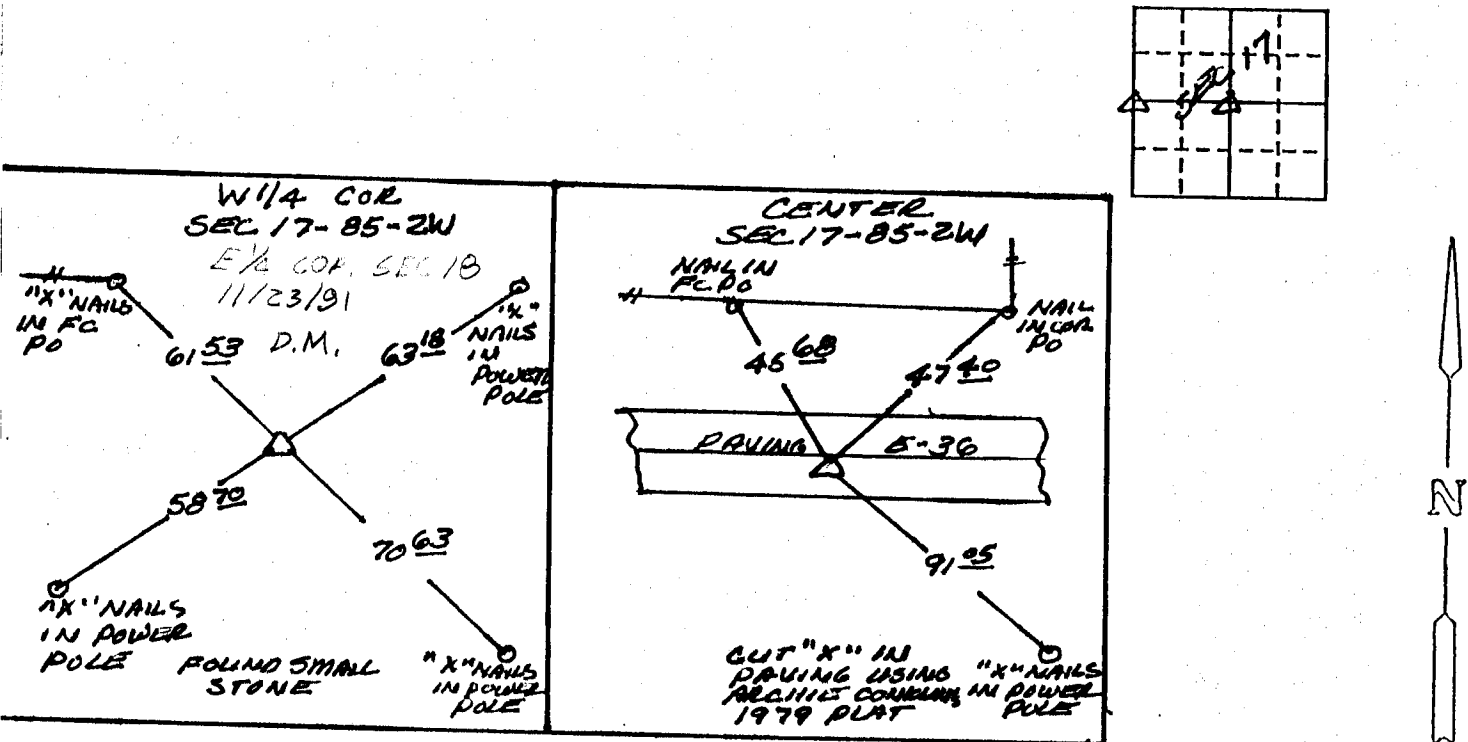 SEC 17
W 1/4 COR
SEC 17-85-2W
E 1/4 COR. SEC 18
11/23/91
D.M.
"X" NAILS
IN FC
PO
61 53
63 18
"X"
NAILS
IN
POWER
POLE
58 70
70 63
"X" NAILS
IN POWER
POLE
FOUND SMALL
STONE
"X" NAILS
IN POWER
POLE
CENTER
SEC 17-85-2W
NAIL IN
FC PO
NAIL
IN COR
PO
45 68
47 40
PAVING E-36
91 05
CUT "X" IN
PAVING USING
1979 PLAT
"X" NAILS
IN POWER
POLE
N